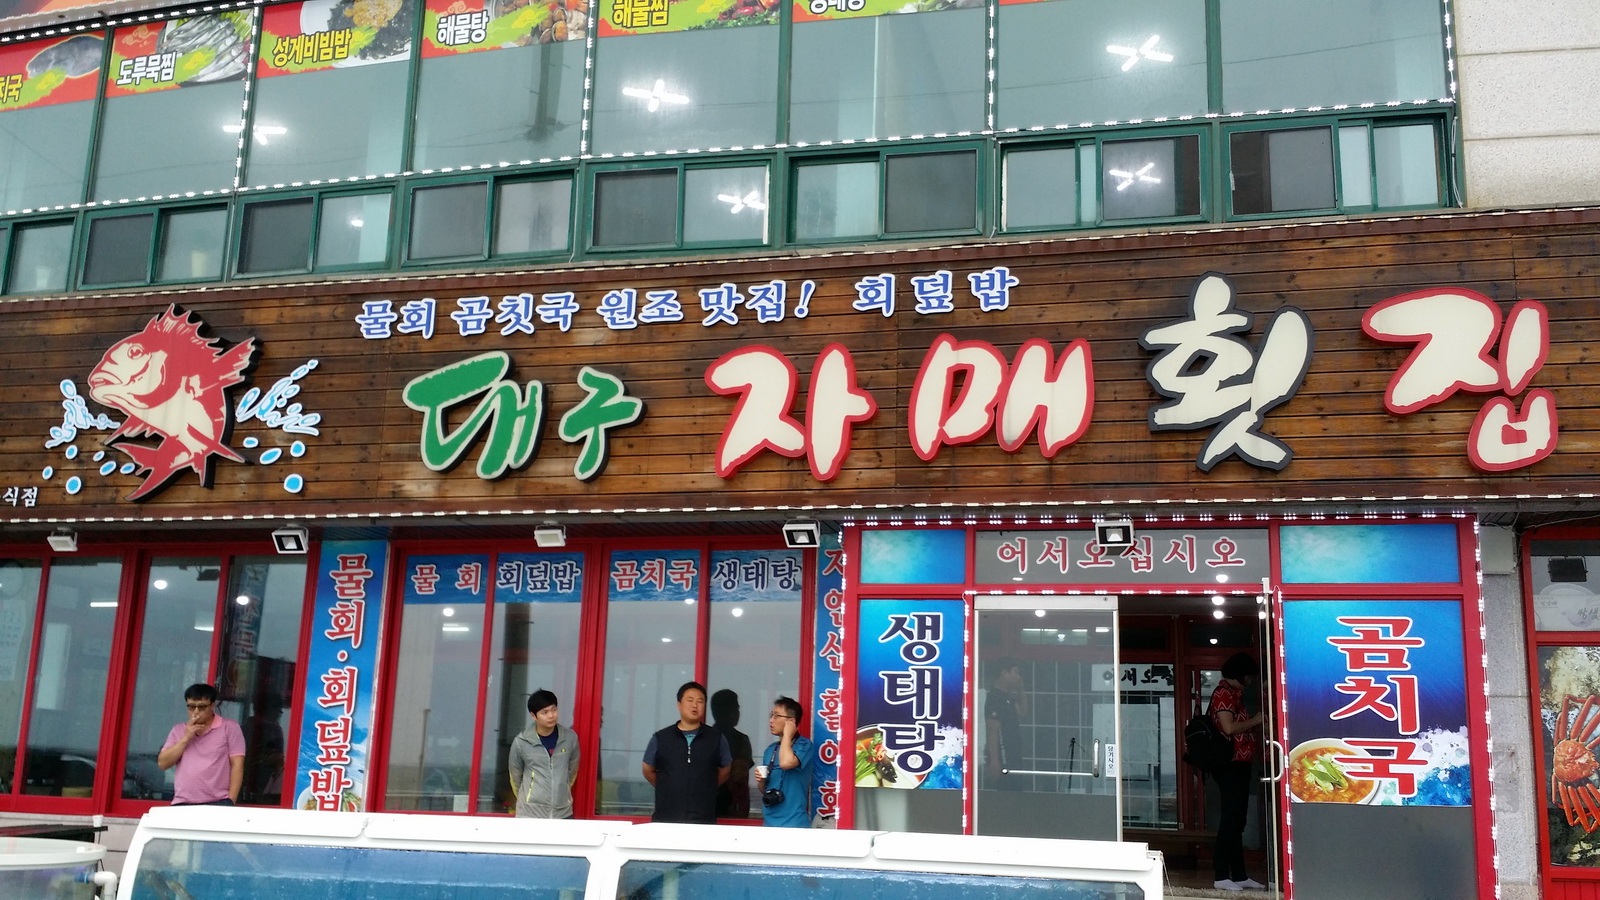 도루묵찜
성게비빔밥
해물탕
해물찜
물회 곰칫국 원조 맛집! 회덮밥
대구 자매횟집
식점
물회·회덮밥
물회 회덮밥 곰치국 생태탕
어서오십시오
생태탕
곰치국